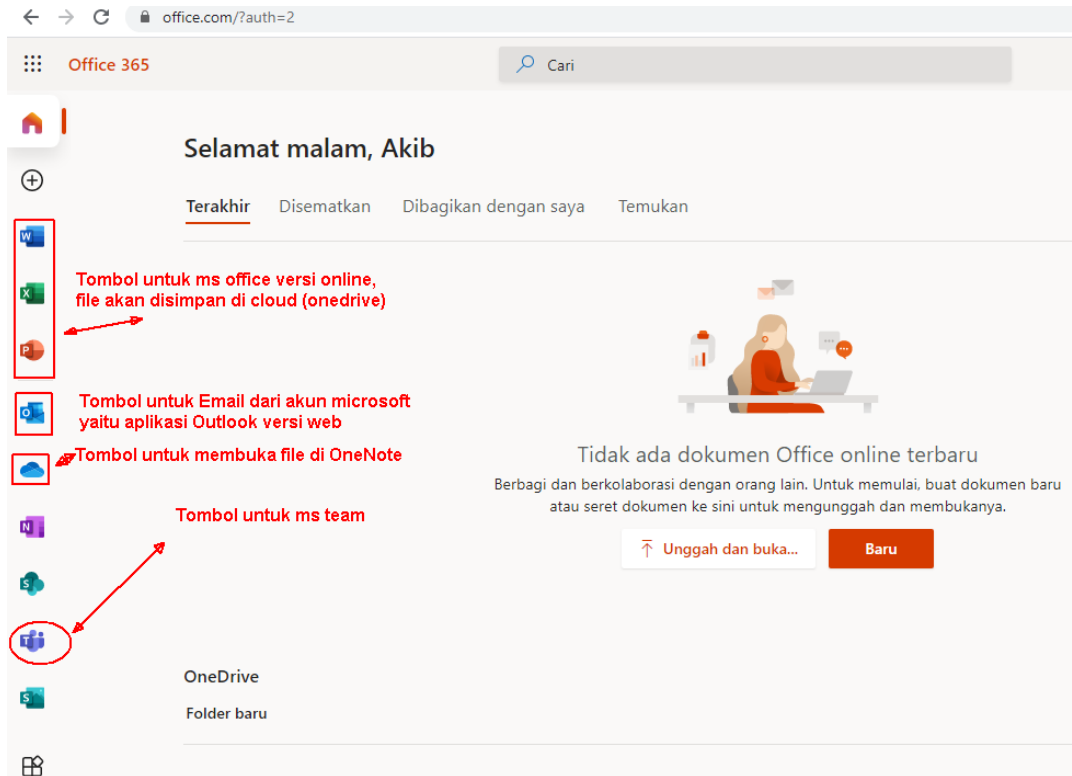 office.com/?auth=2
Office 365
Cari
Selamat malam, Akib
Terakhir Disematkan Dibagikan dengan saya Temukan
W
Tombol untuk ms office versi online,
file akan disimpan di cloud (onedrive)
X
P
Tombol untuk Email dari akun microsoft
yaitu aplikasi Outlook versi web
O
Tombol untuk membuka file di OneNote
Tidak ada dokumen Office online terbaru
Berbagi dan berkolaborasi dengan orang lain. Untuk memulai, buat dokumen baru
atau seret dokumen ke sini untuk mengunggah dan membukanya.
N
Tombol untuk ms team
Unggah dan buka... Baru
S
T
OneDrive
S
Folder baru